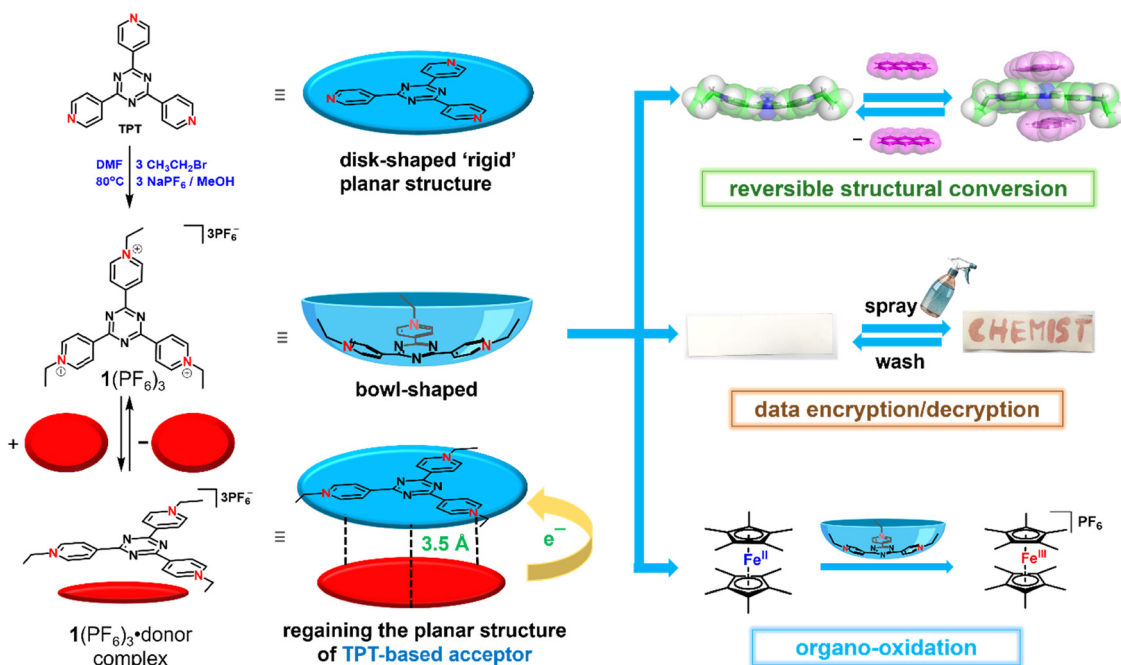 N
N
N
N
N
N
N
TPT
DMF 3 CH₃CH₂Br
80°C 3 NaPF₆ / MeOH
≡
N
N
N
N
N
N
disk-shaped 'rigid'
planar structure
3PF₆⁻
N
N
N
N
N
N
1(PF₆)₃
≡
N
N
N
N
N
N
bowl-shaped
+
−
3PF₆⁻
N
N
N
N
N
N
1(PF₆)₃•donor
complex
≡
N
N
N
N
N
N
3.5 Å
e⁻
regaining the planar structure
of TPT-based acceptor
−
reversible structural conversion
spray
wash
CHEMIST
data encryption/decryption
Feᴵᴵ
Feᴵᴵᴵ
PF₆
organo-oxidation